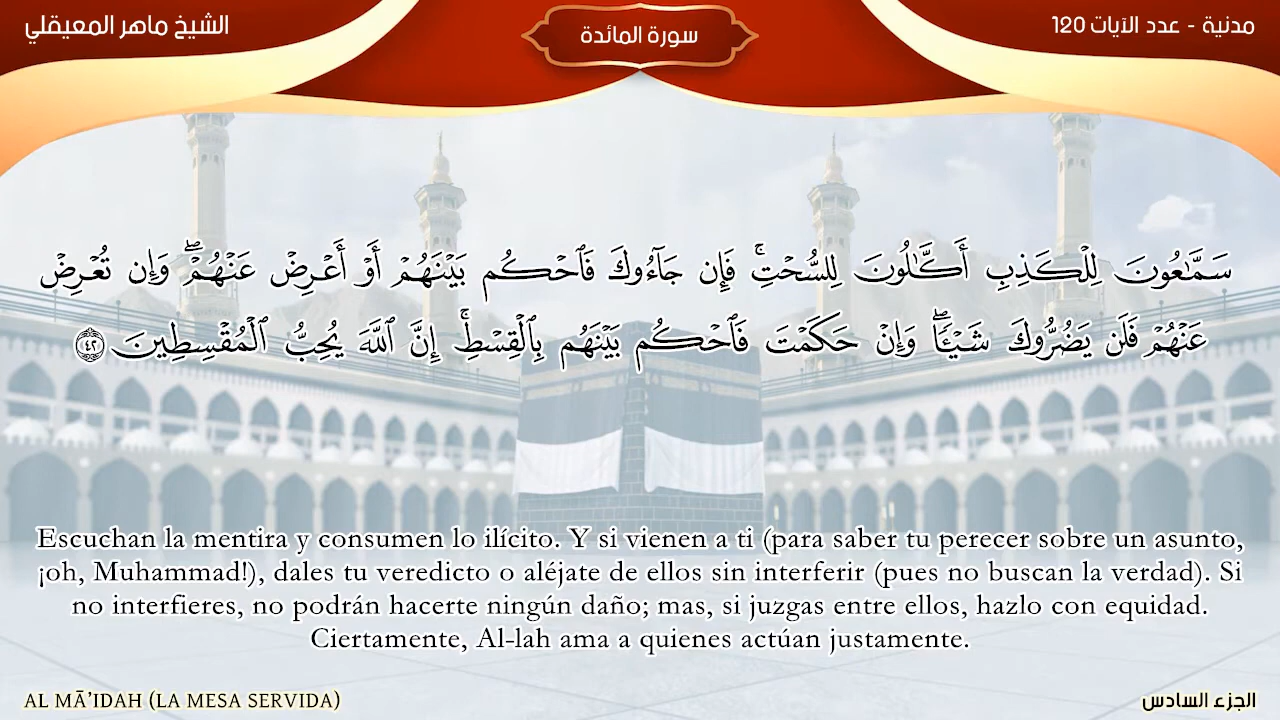 مدنية - عدد الآيات 120
سورة المائدة
الشيخ ماهر المعيقلي
سَمَّٰعُونَ لِلۡكَذِبِ أَكَّٰلُونَ لِلسُّحۡتِۚ فَإِن جَآءُوكَ فَٱحۡكُم بَيۡنَهُمۡ أَوۡ أَعۡرِضۡ عَنۡهُمۡۖ وَإِن تُعۡرِضۡ
عَنۡهُمۡ فَلَن يَضُرُّوكَ شَيۡـٔٗاۖ وَإِنۡ حَكَمۡتَ فَٱحۡكُم بَيۡنَهُم بِٱلۡقِسۡطِۚ إِنَّ ٱللَّهَ يُحِبُّ ٱلۡمُقۡسِطِينَ ٤٢
Escuchan la mentira y consumen lo ilícito. Y si vienen a ti (para saber tu perecer sobre un asunto,
¡oh, Muhammad!), dales tu veredicto o aléjate de ellos sin interferir (pues no buscan la verdad). Si
no interfieres, no podrán hacerte ningún daño; mas, si juzgas entre ellos, hazlo con equidad.
Ciertamente, Al-lah ama a quienes actúan justamente.
AL MĀ’IDAH (LA MESA SERVIDA)
الجزء السادس